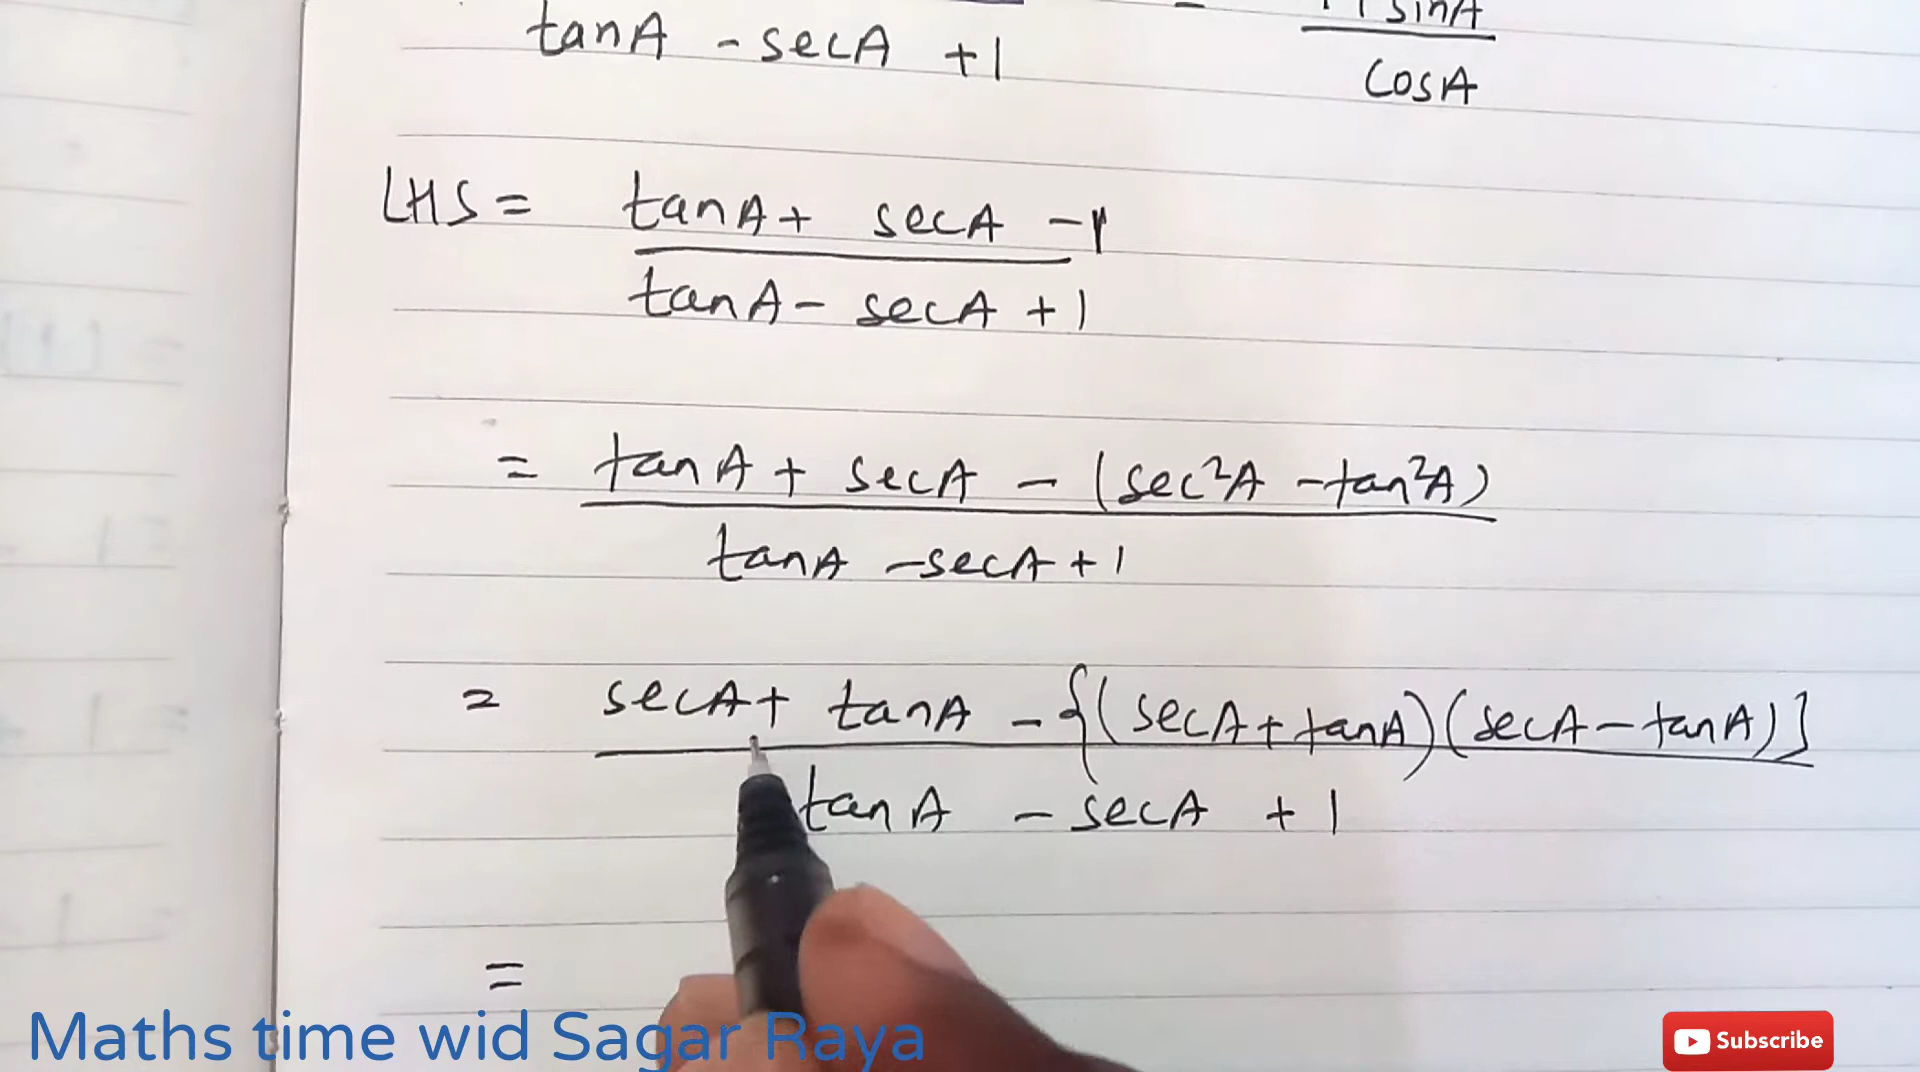 sinA
tanA - secA +1
cosA
LHS = tanA + secA -1
tanA - secA + 1
= tanA + secA - (sec²A - tan²A)
tanA - secA + 1
= secA + tanA - {(secA + tanA)(secA - tanA)]
tanA - secA + 1
=
Maths time wid Sagar Raya
Subscribe